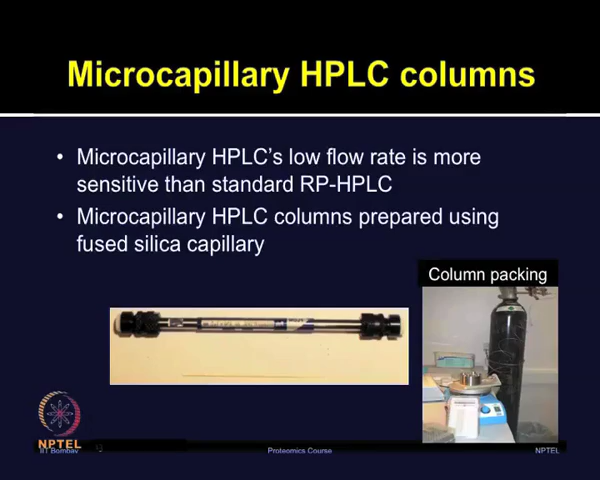 Microcapillary HPLC columns
• Microcapillary HPLC's low flow rate is more
sensitive than standard RP-HPLC
• Microcapillary HPLC columns prepared using
fused silica capillary
Column packing
NPTEL
IIT Bombay
Proteomics Course
NPTEL